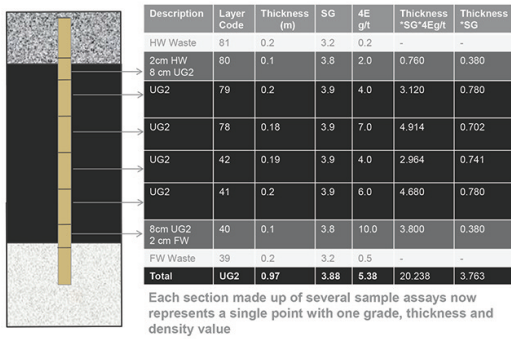 Description Layer Code Thickness (m) SG 4E g/t Thickness *SG*4Eg/t Thickness *SG
HW Waste 81 0.2 3.2 0.2 - -
2cm HW 8 cm UG2 80 0.1 3.8 2.0 0.760 0.380
UG2 79 0.2 3.9 4.0 3.120 0.780
UG2 78 0.18 3.9 7.0 4.914 0.702
UG2 42 0.19 3.9 4.0 2.964 0.741
UG2 41 0.2 3.9 6.0 4.680 0.780
8cm UG2 2 cm FW 40 0.1 3.8 10.0 3.800 0.380
FW Waste 39 0.2 3.2 0.5 - -
Total UG2 0.97 3.88 5.38 20.238 3.763
Each section made up of several sample assays now
represents a single point with one grade, thickness and
density value